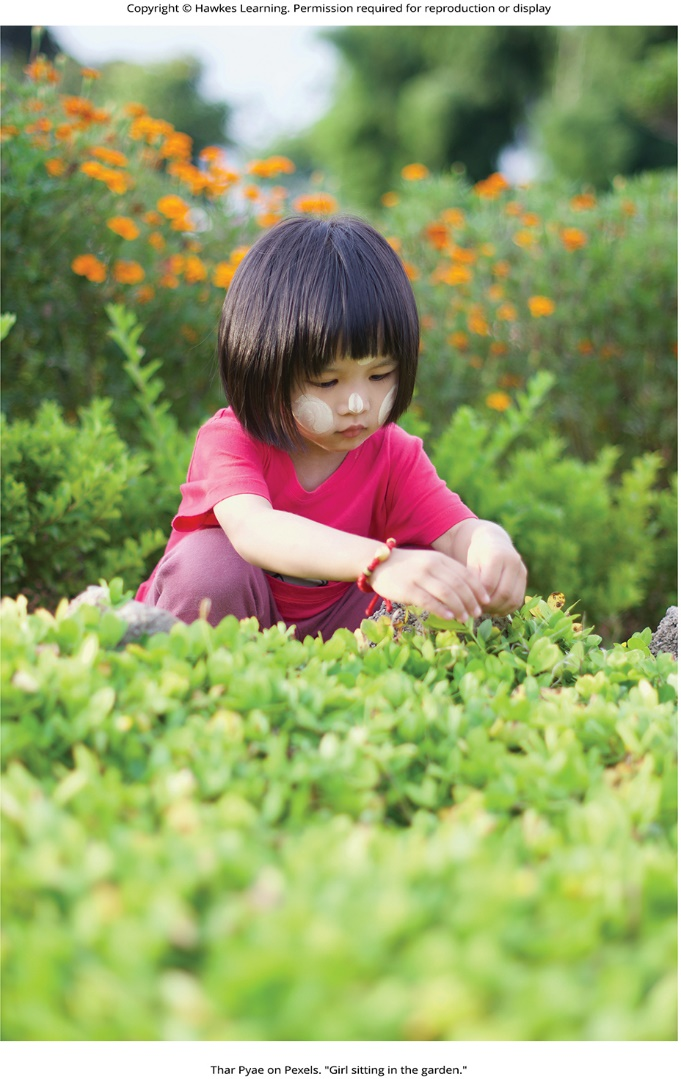 Copyright © Hawkes Learning. Permission required for reproduction or display
Thar Pyae on Pexels. "Girl sitting in the garden."